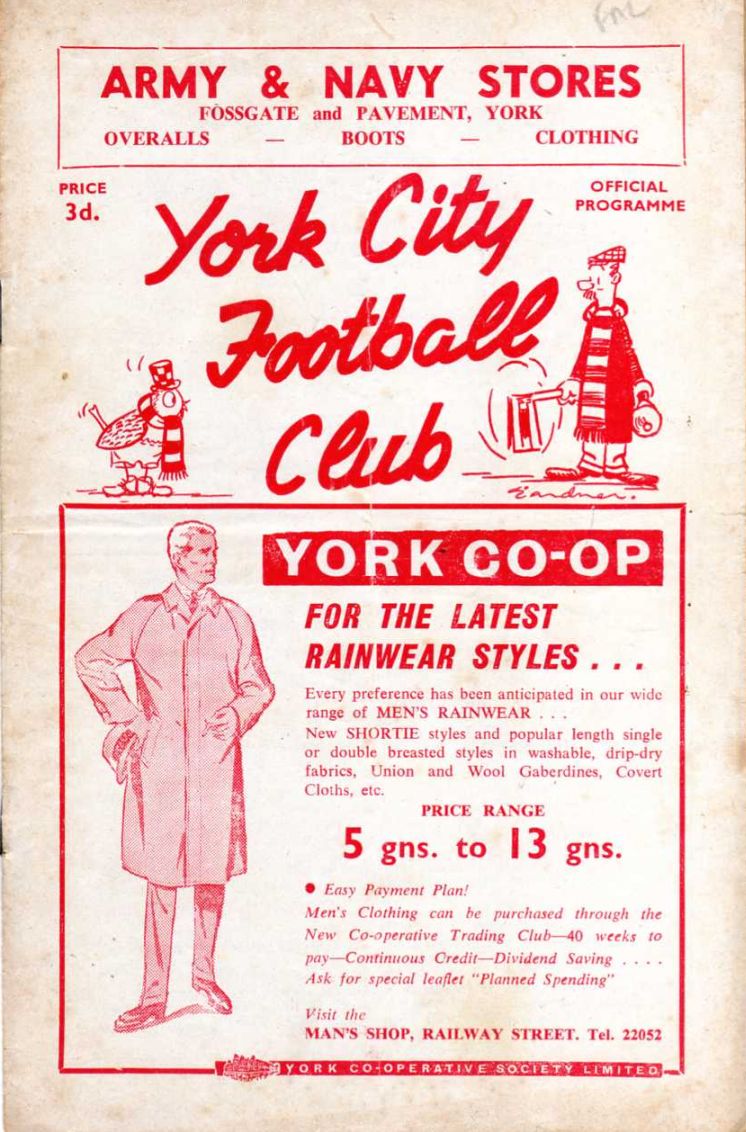 FAL
ARMY & NAVY STORES
FOSSGATE and PAVEMENT, YORK
OVERALLS — BOOTS — CLOTHING
PRICE
3d.
OFFICIAL
PROGRAMME
York City
Football
Club
Gardner.
YORK CO-OP
FOR THE LATEST
RAINWEAR STYLES . . .
Every preference has been anticipated in our wide
range of MEN'S RAINWEAR . . .
New SHORTIE styles and popular length single
or double breasted styles in washable, drip-dry
fabrics, Union and Wool Gaberdines, Covert
Cloths, etc.
PRICE RANGE
5 gns. to 13 gns.
● Easy Payment Plan!
Men's Clothing can be purchased through the
New Co-operative Trading Club—40 weeks to
pay—Continuous Credit—Dividend Saving . . . .
Ask for special leaflet "Planned Spending"
Visit the
MAN'S SHOP, RAILWAY STREET. Tel. 22052
YORK CO-OPERATIVE SOCIETY LIMITED